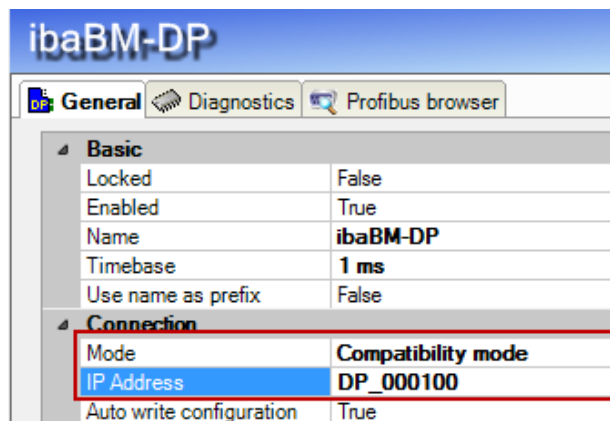 ibaBM-DP
DP General Diagnostics Profibus browser
Basic
Locked False
Enabled True
Name ibaBM-DP
Timebase 1 ms
Use name as prefix False
Connection
Mode Compatibility mode
IP Address DP_000100
Auto write configuration True